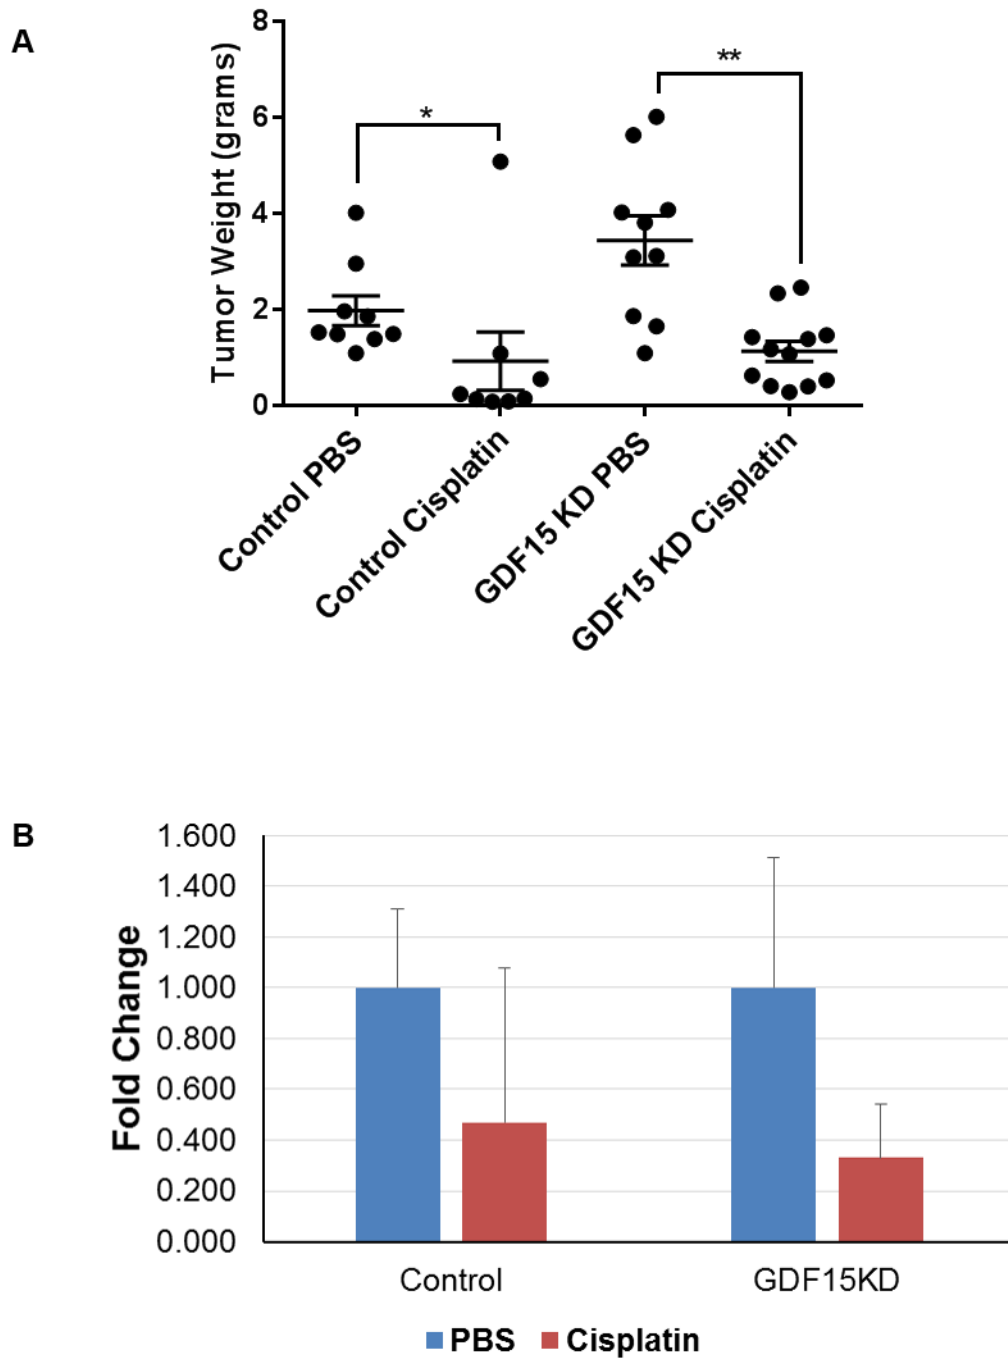 A
Tumor Weight (grams)
8
6
4
2
0
*
**
Control PBS
Control Cisplatin
GDF15 KD PBS
GDF15 KD Cisplatin
B
Fold Change
1.600
1.400
1.200
1.000
0.800
0.600
0.400
0.200
0.000
Control
GDF15KD
PBS
Cisplatin